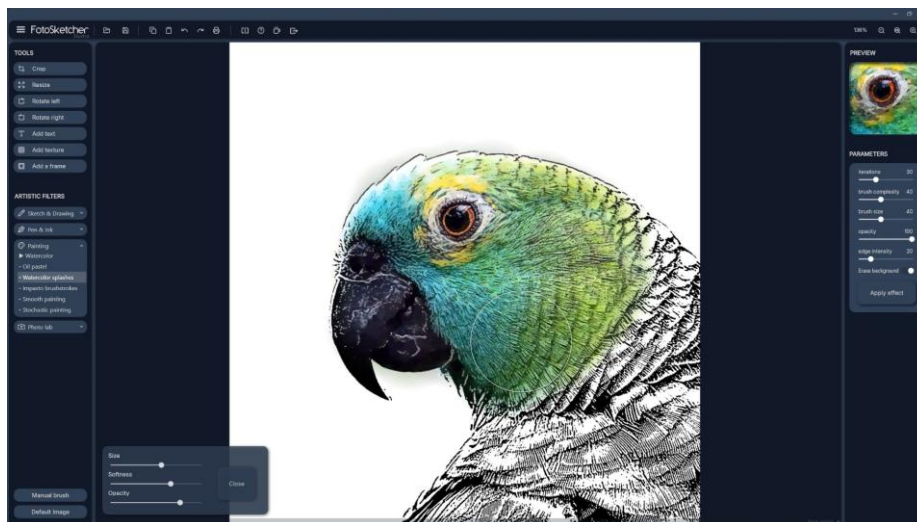 FotoSketcher
136%
TOOLS
Crop
Resize
Rotate left
Rotate right
Add text
Add texture
Add a frame
ARTISTIC FILTERS
Sketch & Drawing
Pen & Ink
Painting
Watercolor
Oil pastel
Watercolor splashes
Impasto brushstrokes
Smooth painting
Stochastic painting
Photo lab
Manual brush
Default Image
Size
Softness
Opacity
Close
PREVIEW
PARAMETERS
iterations 30
brush complexity 40
brush size 40
opacity 100
edge intensity 20
Erase background
Apply effect